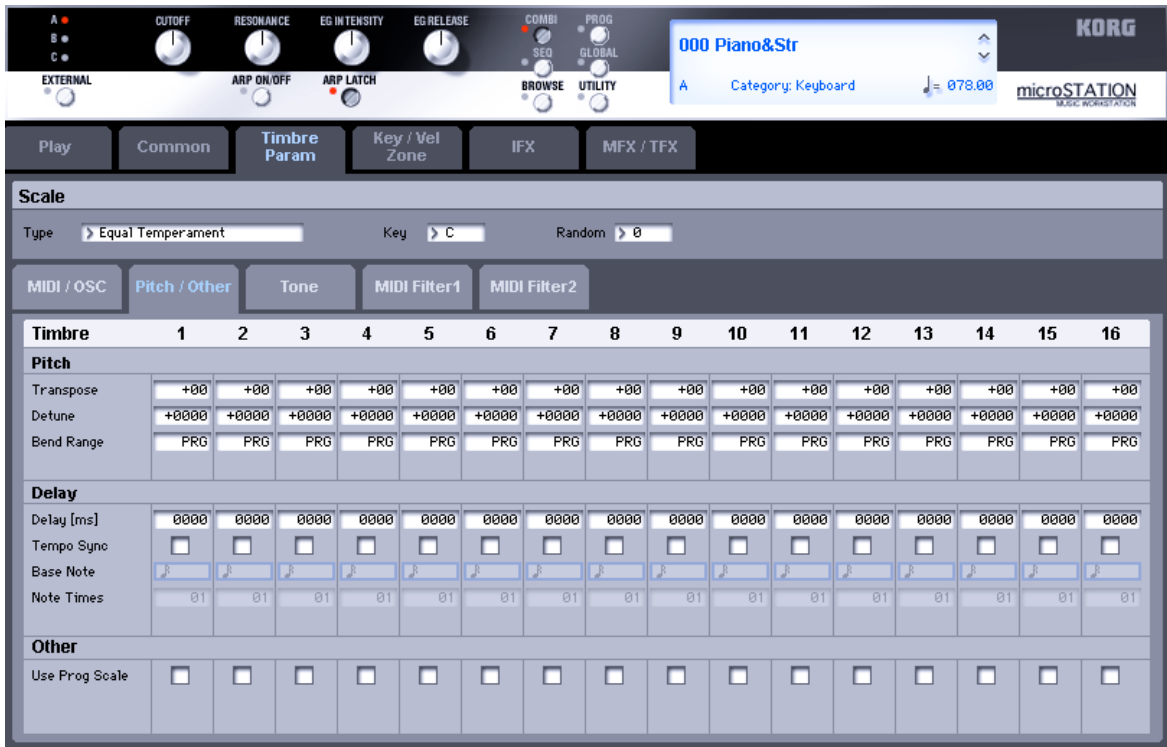 A CUTOFF RESONANCE EG INTENSITY EG RELEASE COMBI PROG KORG
B SEQ GLOBAL 000 Piano&Str
C
EXTERNAL ARP ON/OFF ARP LATCH BROWSE UTILITY A Category: Keyboard ♩= 078.00 microSTATION
MUSIC WORKSTATION
Play Common Timbre Param Key / Vel Zone IFX MFX / TFX
Scale
Type > Equal Temperament Key > C Random > 0
MIDI / OSC Pitch / Other Tone MIDI Filter1 MIDI Filter2
Timbre 1 2 3 4 5 6 7 8 9 10 11 12 13 14 15 16
Pitch
Transpose +00 +00 +00 +00 +00 +00 +00 +00 +00 +00 +00 +00 +00 +00 +00 +00
Detune +0000 +0000 +0000 +0000 +0000 +0000 +0000 +0000 +0000 +0000 +0000 +0000 +0000 +0000 +0000 +0000
Bend Range PRG PRG PRG PRG PRG PRG PRG PRG PRG PRG PRG PRG PRG PRG PRG PRG
Delay
Delay [ms] 0000 0000 0000 0000 0000 0000 0000 0000 0000 0000 0000 0000 0000 0000 0000 0000
Tempo Sync
Base Note
Note Times 01 01 01 01 01 01 01 01 01 01 01 01 01 01 01 01
Other
Use Prog Scale